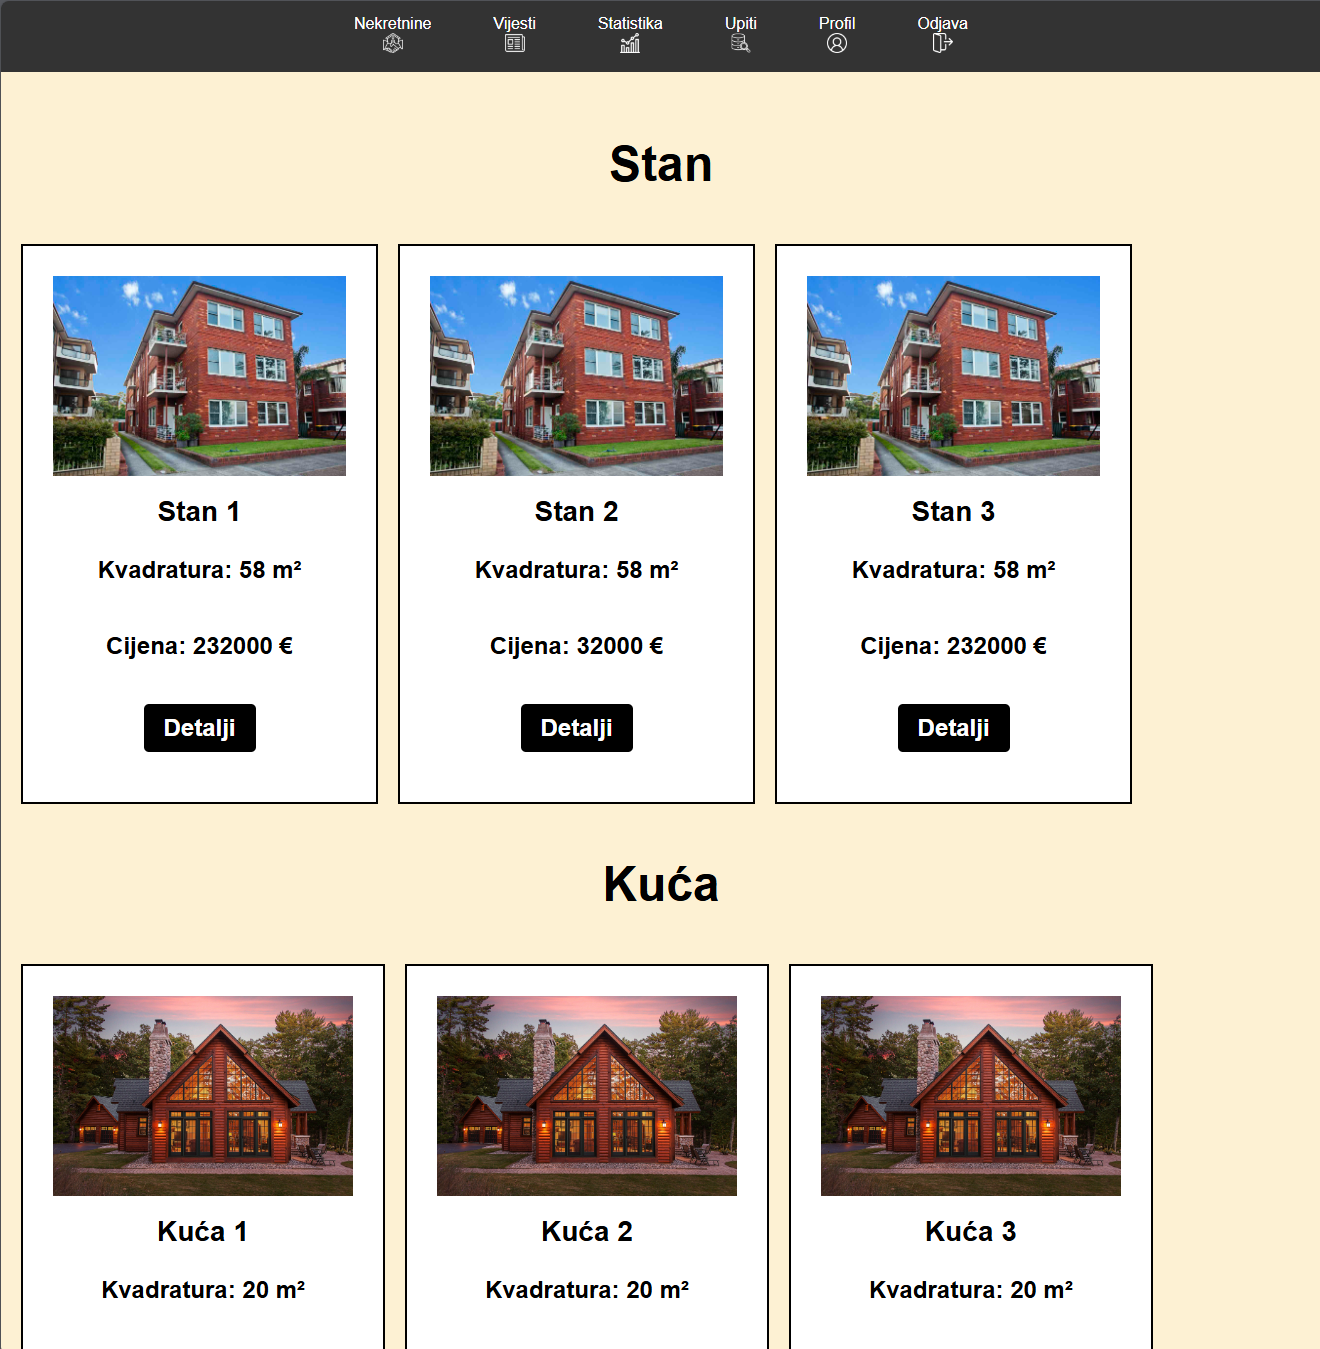 Nekretnine Vijesti Statistika Upiti Profil Odjava
Stan
Stan 1 Stan 2 Stan 3
Kvadratura: 58 m² Kvadratura: 58 m² Kvadratura: 58 m²
Cijena: 232000 € Cijena: 32000 € Cijena: 232000 €
Detalji Detalji Detalji
Kuća
Kuća 1 Kuća 2 Kuća 3
Kvadratura: 20 m² Kvadratura: 20 m² Kvadratura: 20 m²